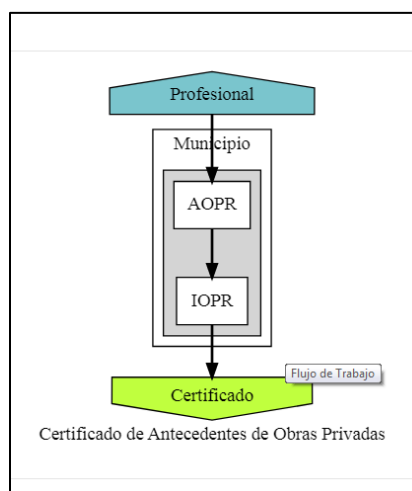 Profesional
Municipio
AOPR
IOPR
Flujo de Trabajo
Certificado
Certificado de Antecedentes de Obras Privadas